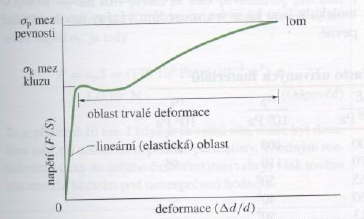 σp mez
pevnosti
lom
σk mez
kluzu
oblast trvalé deformace
lineární (elastická) oblast
napětí (F/S)
0
deformace (Δd/d)